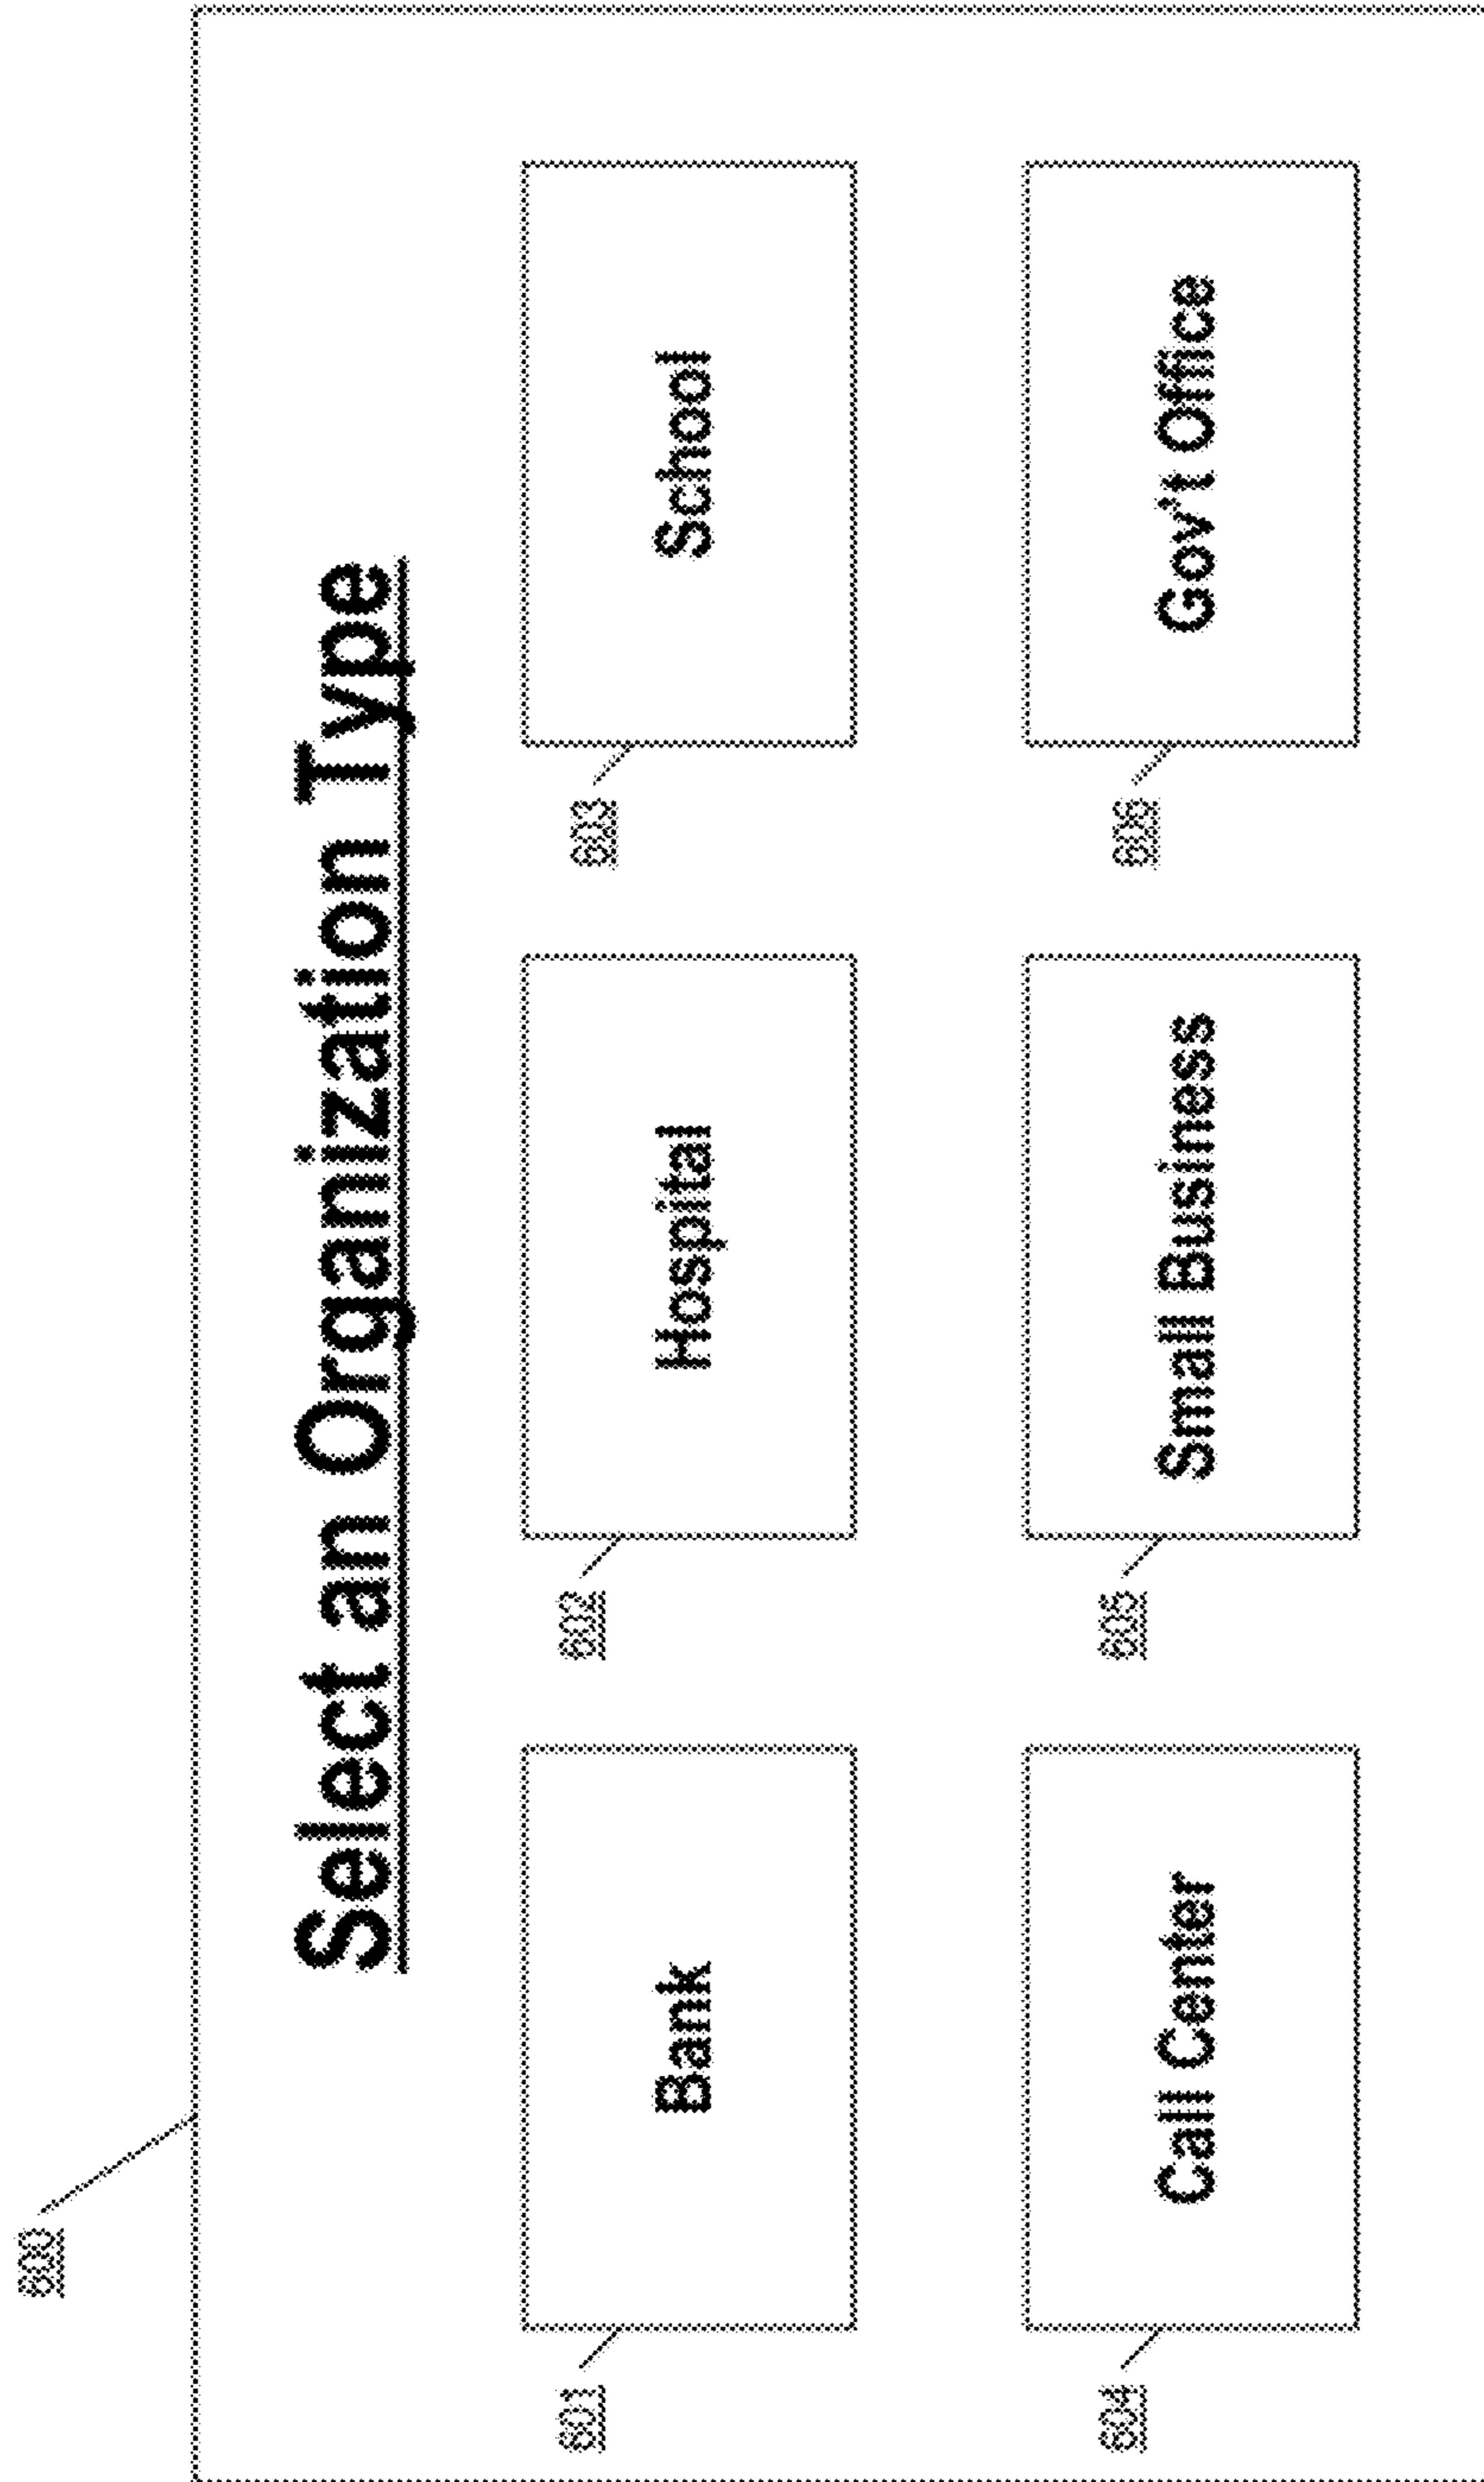 Select an Organization Type
Bank
Hospital
School
Call Center
Small Business
Gov't Office